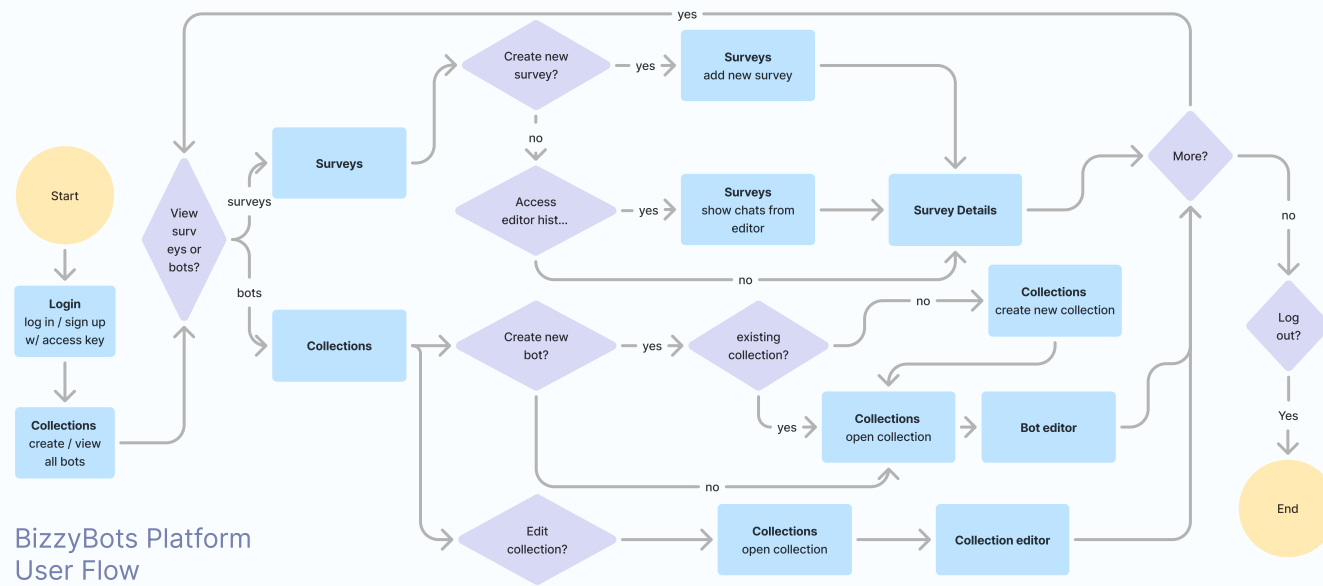 yes
Create new
survey?
yes
Surveys
add new survey
no
More?
Start
View
surv
eys or
bots?
surveys
Surveys
Access
editor hist...
yes
Surveys
show chats from
editor
Survey Details
no
no
bots
Login
log in / sign up
w/ access key
Collections
Create new
bot?
yes
existing
collection?
no
Collections
create new collection
Log
out?
Collections
create / view
all bots
yes
Collections
open collection
Bot editor
Yes
no
Edit
collection?
Collections
open collection
Collection editor
End
BizzyBots Platform
User Flow